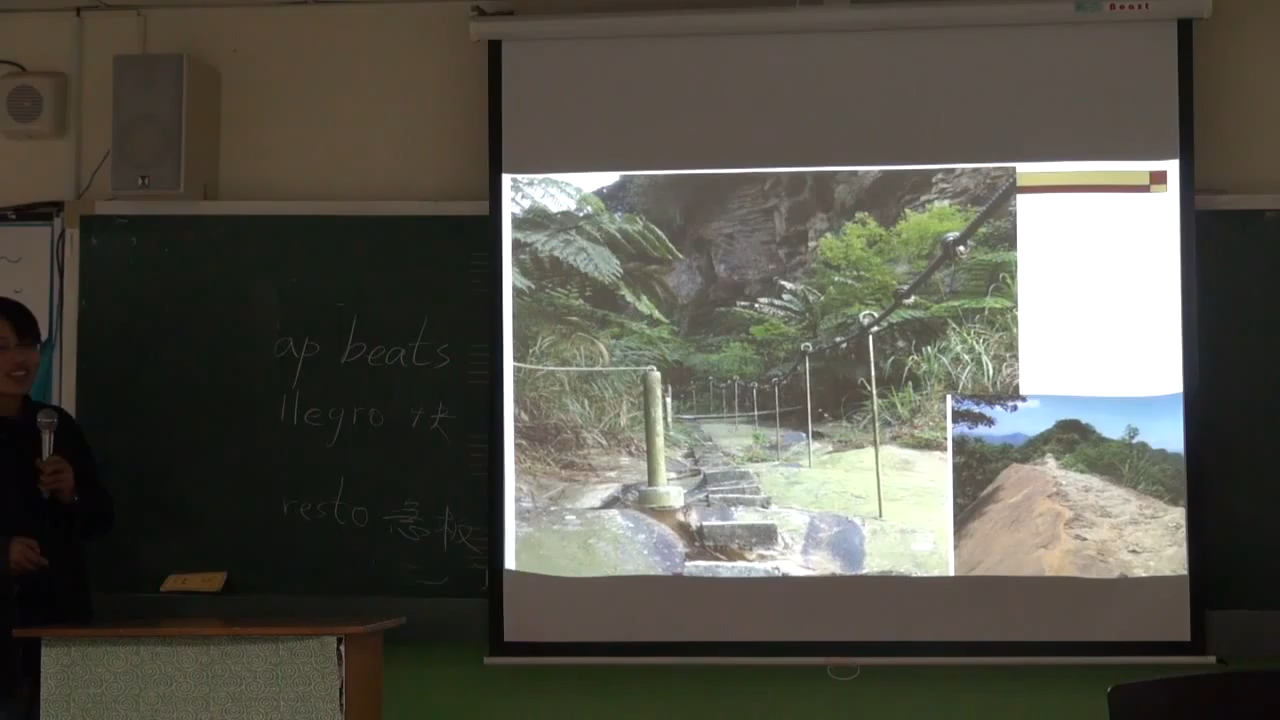 ap beats
llegro 快
resto 急板